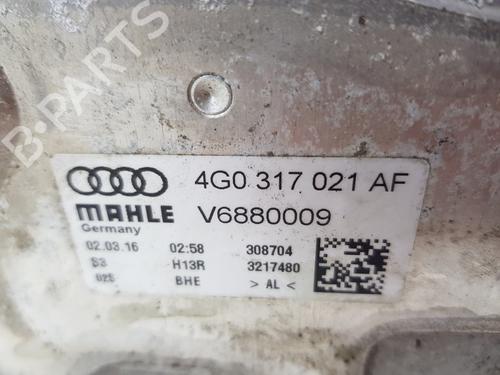 B-PARTS
4G0 317 021 AF
MAHLE V6880009
Germany
02.03.16 02:58 308704
S3 H13R 3217480
02S BHE > AL <